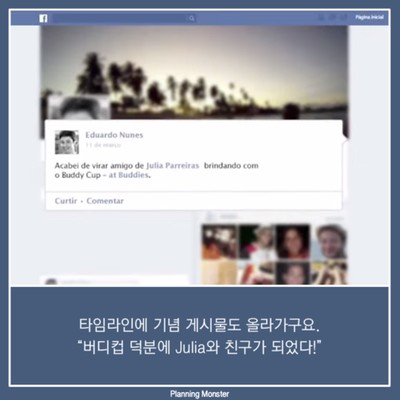 f
Página inicial
Eduardo Nunes
11 de março
Acabei de virar amigo de Julia Parreiras brindando com
o Buddy Cup - at Buddies.
Curtir · Comentar
타임라인에 기념 게시물도 올라가구요.
“버디컵 덕분에 Julia와 친구가 되었다!”
Planning Monster